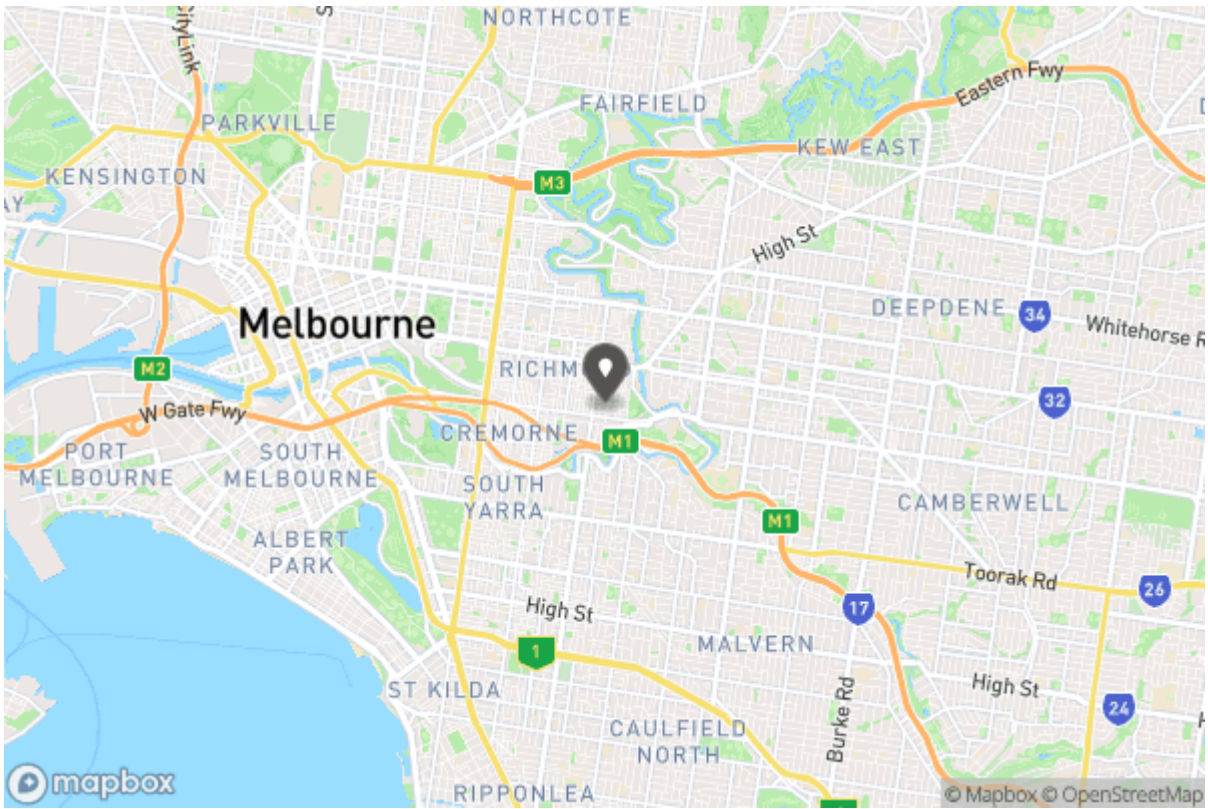 NORTHCOTE
CityLink
Eastern Fwy
FAIRFIELD
PARKVILLE
KEW EAST
KENSINGTON
M3
High St
DEEPDENE
34
Melbourne
Whitehorse R
M2
RICHM
32
W Gate Fwy
CREMORNE
M1
PORT
MELBOURNE
SOUTH
MELBOURNE
SOUTH
YARRA
CAMBERWELL
M1
ALBERT
PARK
Toorak Rd
26
High St
17
MALVERN
1
ST KILDA
High St
Burke Rd
24
CAULFIELD
NORTH
mapbox
RIPPONLEA
© Mapbox © OpenStreetMap